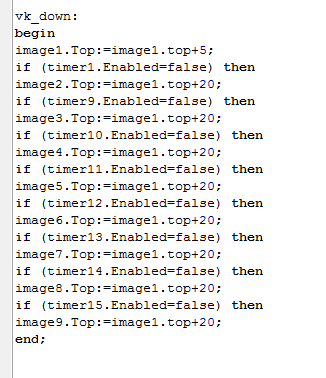 vk_down:
begin
image1.Top:=image1.top+5;
if (timer1.Enabled=false) then
image2.Top:=image1.top+20;
if (timer9.Enabled=false) then
image3.Top:=image1.top+20;
if (timer10.Enabled=false) then
image4.Top:=image1.top+20;
if (timer11.Enabled=false) then
image5.Top:=image1.top+20;
if (timer12.Enabled=false) then
image6.Top:=image1.top+20;
if (timer13.Enabled=false) then
image7.Top:=image1.top+20;
if (timer14.Enabled=false) then
image8.Top:=image1.top+20;
if (timer15.Enabled=false) then
image9.Top:=image1.top+20;
end;